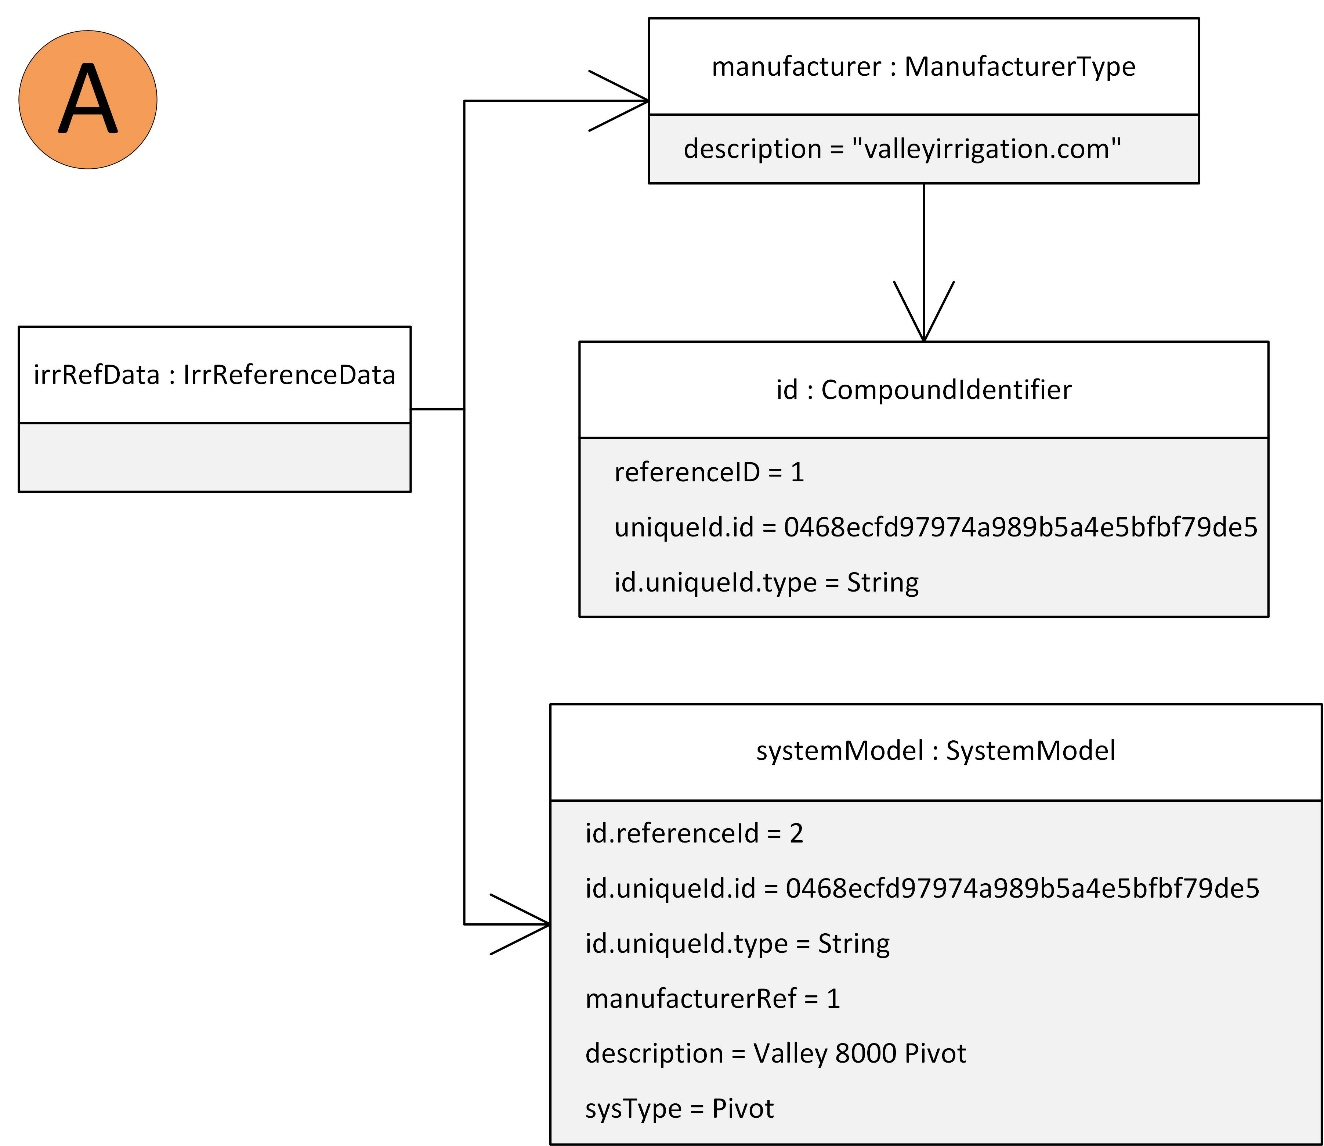 A
manufacturer : ManufacturerType
description = "valleyirrigation.com"
irrRefData : IrrReferenceData
id : CompoundIdentifier
referenceID = 1
uniqueId.id = 0468ecfd97974a989b5a4e5bfbf79de5
id.uniqueId.type = String
systemModel : SystemModel
id.referenceId = 2
id.uniqueId.id = 0468ecfd97974a989b5a4e5bfbf79de5
id.uniqueId.type = String
manufacturerRef = 1
description = Valley 8000 Pivot
sysType = Pivot